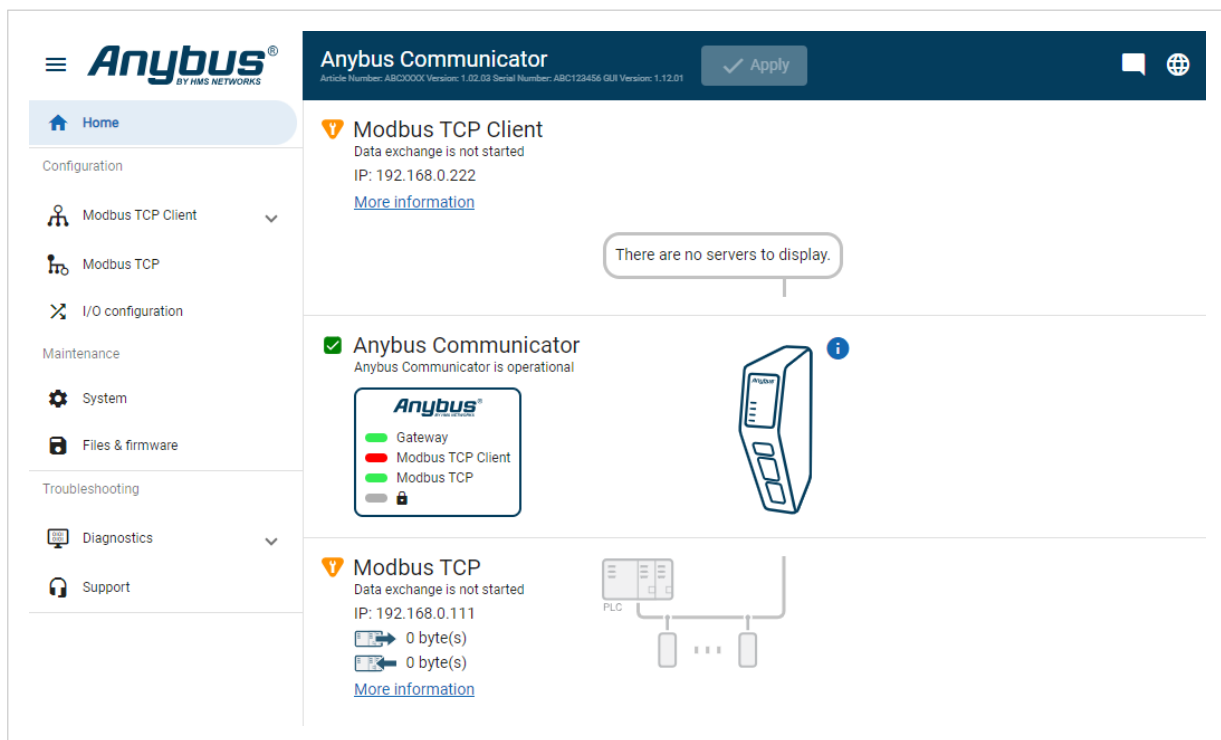 Anybus®
BY HMS NETWORKS
Anybus Communicator
Article Number: ABCXXXX Version: 1.02.03 Serial Number: ABC123456 GUI Version: 1.12.01
Apply
Home
Configuration
Modbus TCP Client
Modbus TCP
I/O configuration
Maintenance
System
Files & firmware
Troubleshooting
Diagnostics
Support
Modbus TCP Client
Data exchange is not started
IP: 192.168.0.222
More information
There are no servers to display.
Anybus Communicator
Anybus Communicator is operational
Anybus®
BY HMS NETWORKS
Gateway
Modbus TCP Client
Modbus TCP
Anybus
Modbus TCP
Data exchange is not started
IP: 192.168.0.111
0 byte(s)
0 byte(s)
More information
PLC